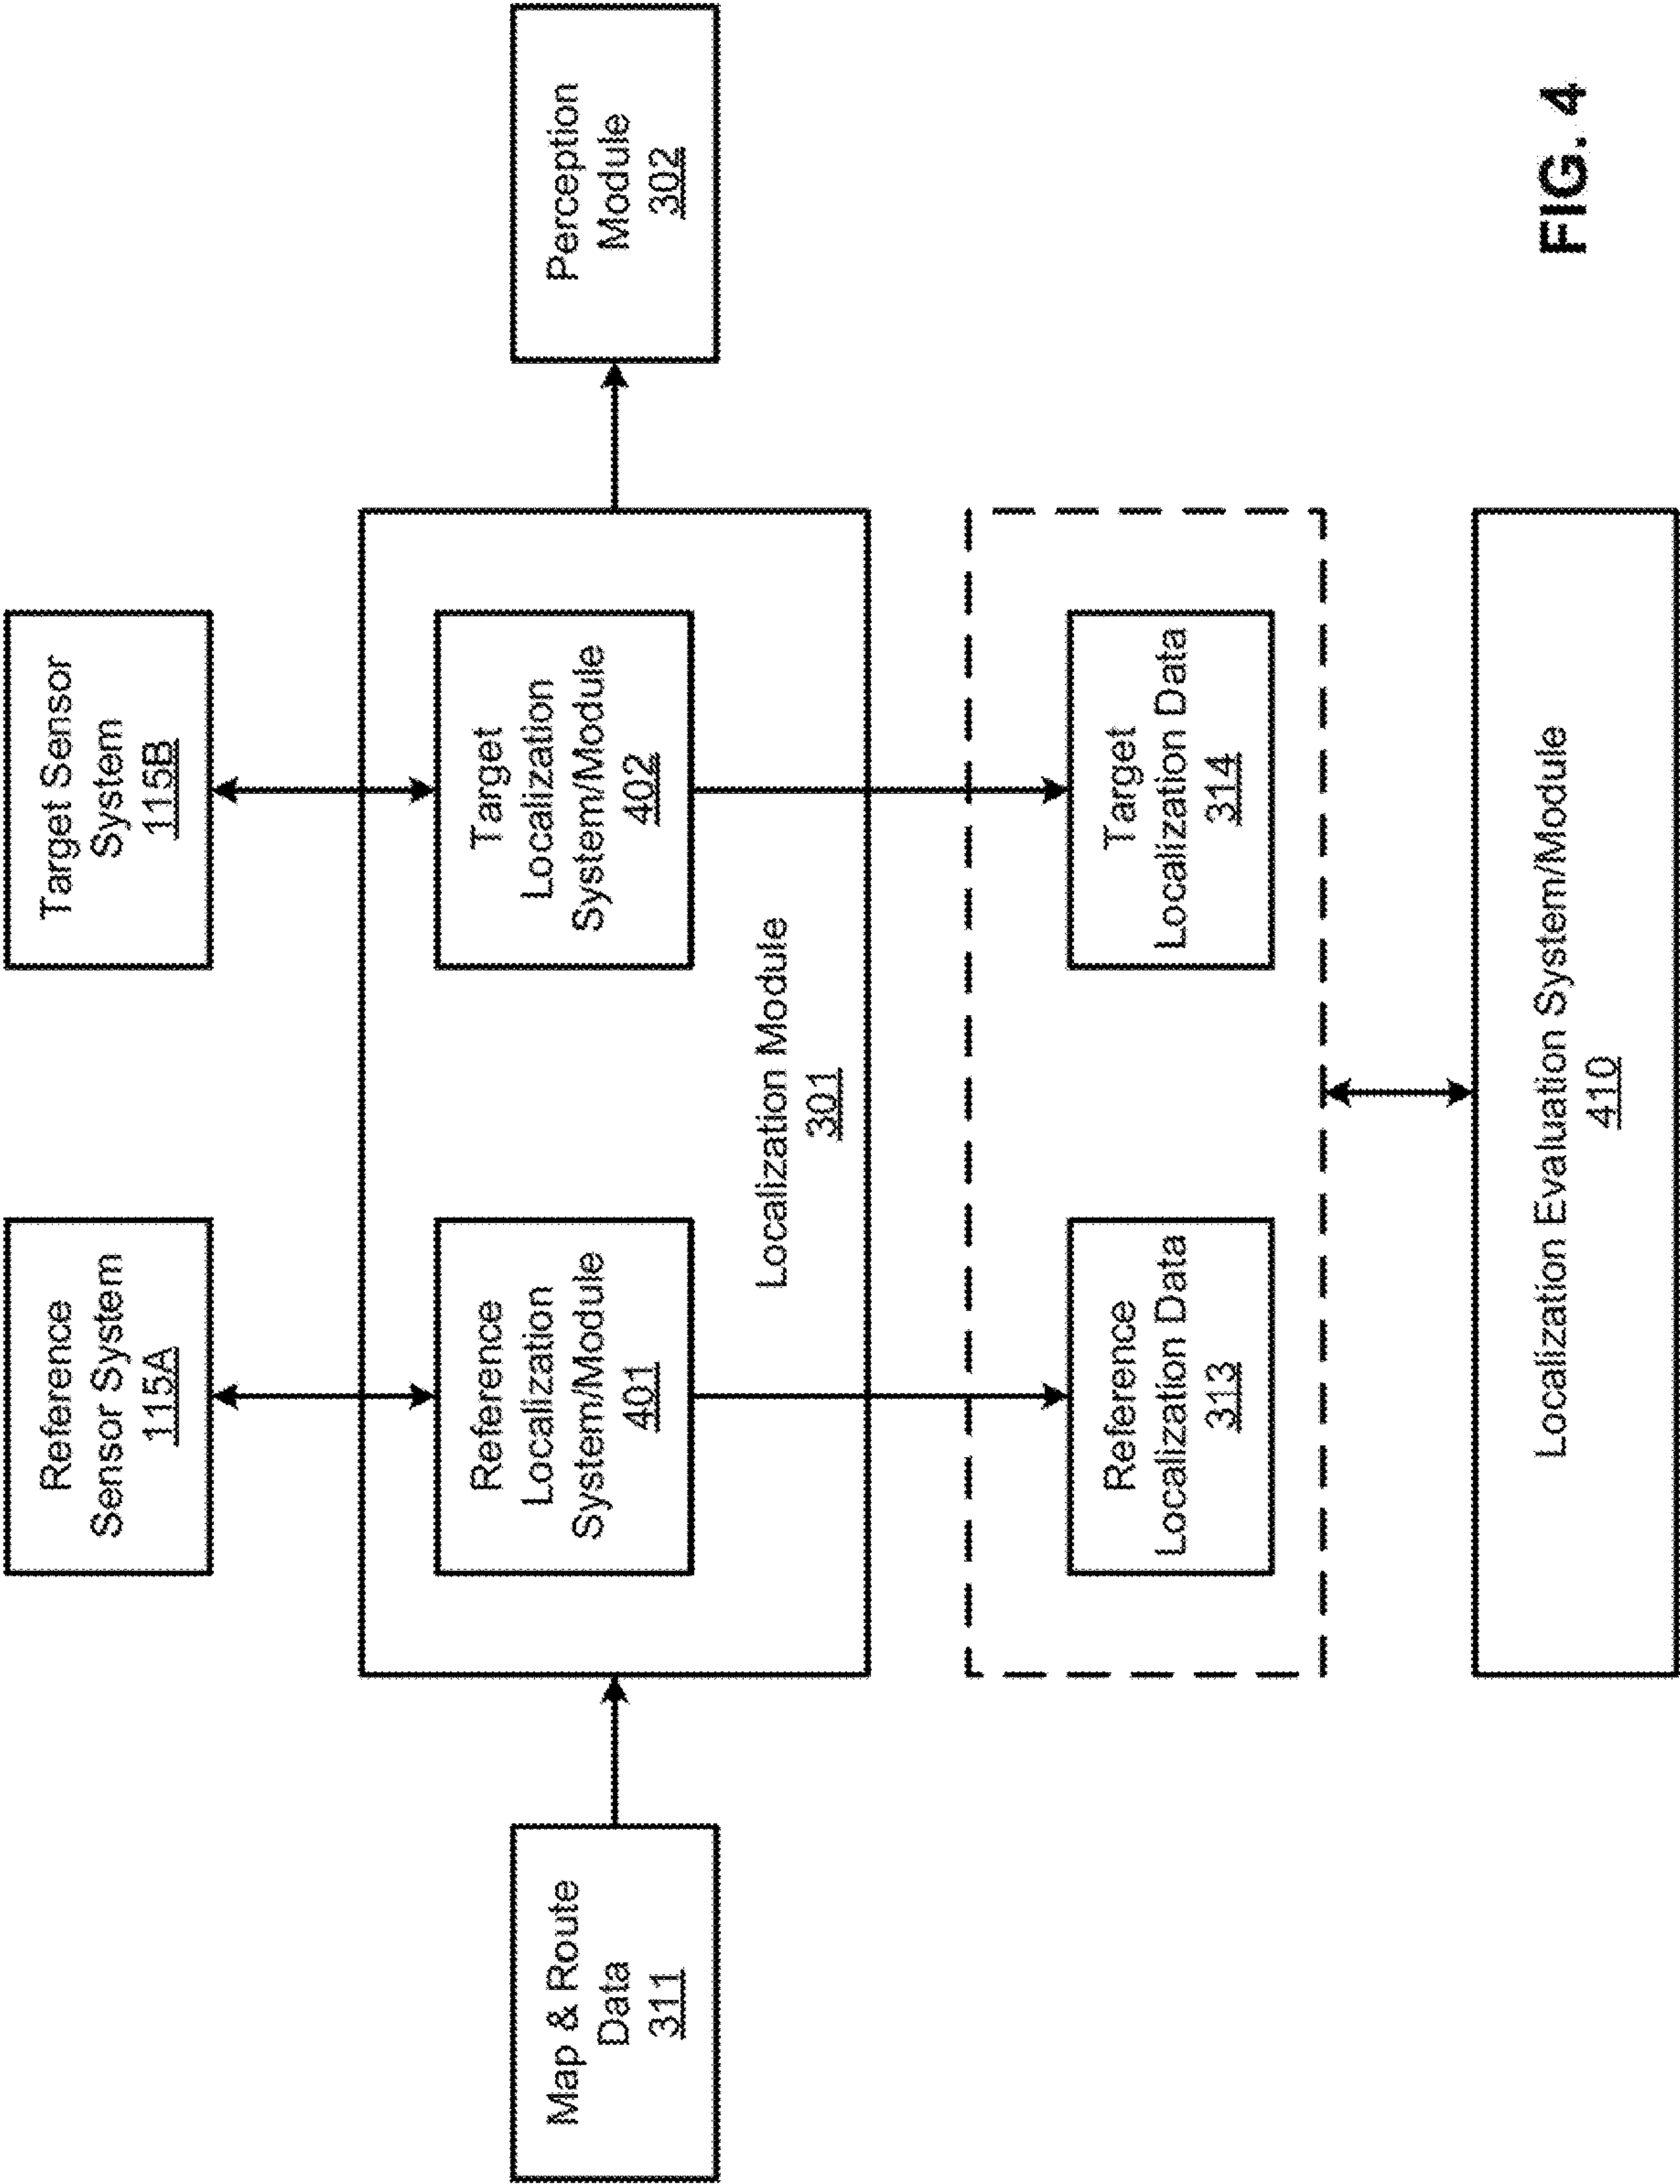 Reference
Sensor System
115A
Target Sensor
System
115B
Map & Route
Data
311
Reference
Localization
System/Module
401
Target
Localization
System/Module
402
Localization Module
301
Perception
Module
302
Reference
Localization Data
313
Target
Localization Data
314
Localization Evaluation System/Module
410
FIG. 4